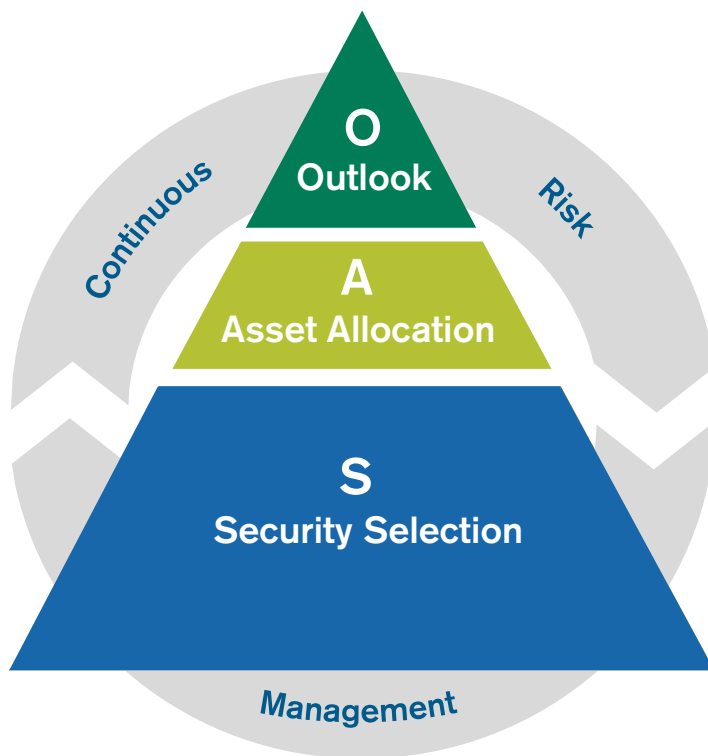 O
Outlook
Continuous
Risk
A
Asset Allocation
S
Security Selection
Management